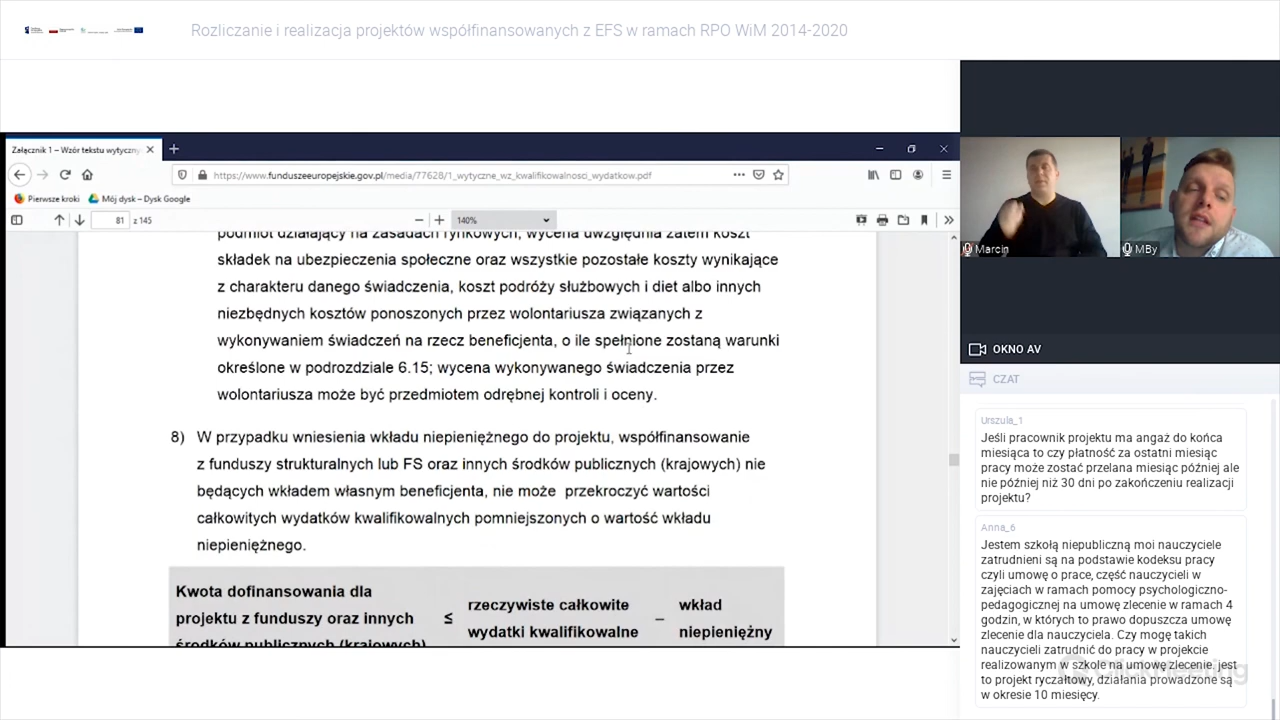 Rozliczanie i realizacja projektów współfinansowanych z EFS w ramach RPO WiM 2014-2020
Załącznik 1 – Wzór tekstu wytyczny
https://www.funduszeeuropejskie.gov.pl/media/77628/1_wytyczne_wz_kwalifikowalnosci_wydatkow.pdf
Pierwsze kroki
Mój dysk – Dysk Google
81 z 145
140%
podmiot działający na zasadach rynkowych; wycena uwzględnia zatem koszt
składek na ubezpieczenia społeczne oraz wszystkie pozostałe koszty wynikające
z charakteru danego świadczenia, koszt podróży służbowych i diet albo innych
niezbędnych kosztów ponoszonych przez wolontariusza związanych z
wykonywaniem świadczeń na rzecz beneficjenta, o ile spełnione zostaną warunki
określone w podrozdziale 6.15; wycena wykonywanego świadczenia przez
wolontariusza może być przedmiotem odrębnej kontroli i oceny.
8) W przypadku wniesienia wkładu niepieniężnego do projektu, współfinansowanie
z funduszy strukturalnych lub FS oraz innych środków publicznych (krajowych) nie
będących wkładem własnym beneficjenta, nie może przekroczyć wartości
całkowitych wydatków kwalifikowalnych pomniejszonych o wartość wkładu
niepieniężnego.
Kwota dofinansowania dla
projektu z funduszy oraz innych
środków publicznych (krajowych)
≤
rzeczywiste całkowite
wydatki kwalifikowalne
–
wkład
niepieniężny
Marcin
MBy
OKNO AV
CZAT
Urszula_1
Jeśli pracownik projektu ma angaż do końca
miesiąca to czy płatność za ostatni miesiąc
pracy może zostać przelana miesiąc później ale
nie później niż 30 dni po zakończeniu realizacji
projektu?
Anna_6
Jestem szkołą niepubliczną moi nauczyciele
zatrudnieni są na podstawie kodeksu pracy
czyli umowę o prace, część nauczycieli w
zajęciach w ramach pomocy psychologiczno-
pedagogicznej na umowę zlecenie w ramach 4
godzin, w których to prawo dopuszcza umowę
zlecenie dla nauczyciela. Czy mogę takich
nauczycieli zatrudnić do pracy w projekcie
realizowanym w szkole na umowę zlecenie. jest
to projekt ryczałtowy, działania prowadzone są
w okresie 10 miesięcy.
ClickMeeting